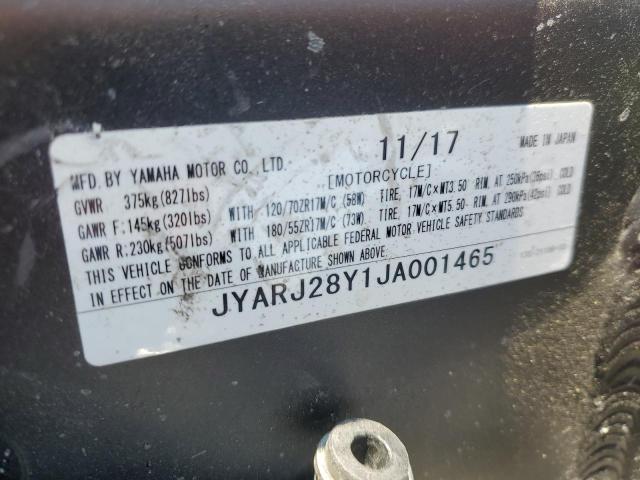 MFD. BY YAMAHA MOTOR CO., LTD. 11/17 MADE IN JAPAN
GVWR 375kg(827lbs) [MOTORCYCLE]
GAWR F:145kg(320lbs) WITH 120/70ZR17M/C (58W) TIRE, 17M/C×MT3.50 RIM, AT 250kPa(36psi) COLD
GAWR R:230kg(507lbs) WITH 180/55ZR17M/C (73W) TIRE, 17M/C×MT5.50 RIM, AT 290kPa(42psi) COLD
THIS VEHICLE CONFORMS TO ALL APPLICABLE FEDERAL MOTOR VEHICLE SAFETY STANDARDS
IN EFFECT ON THE DATE OF MANUFACTURE SHOWN ABOVE.
JYARJ28Y1JA001465